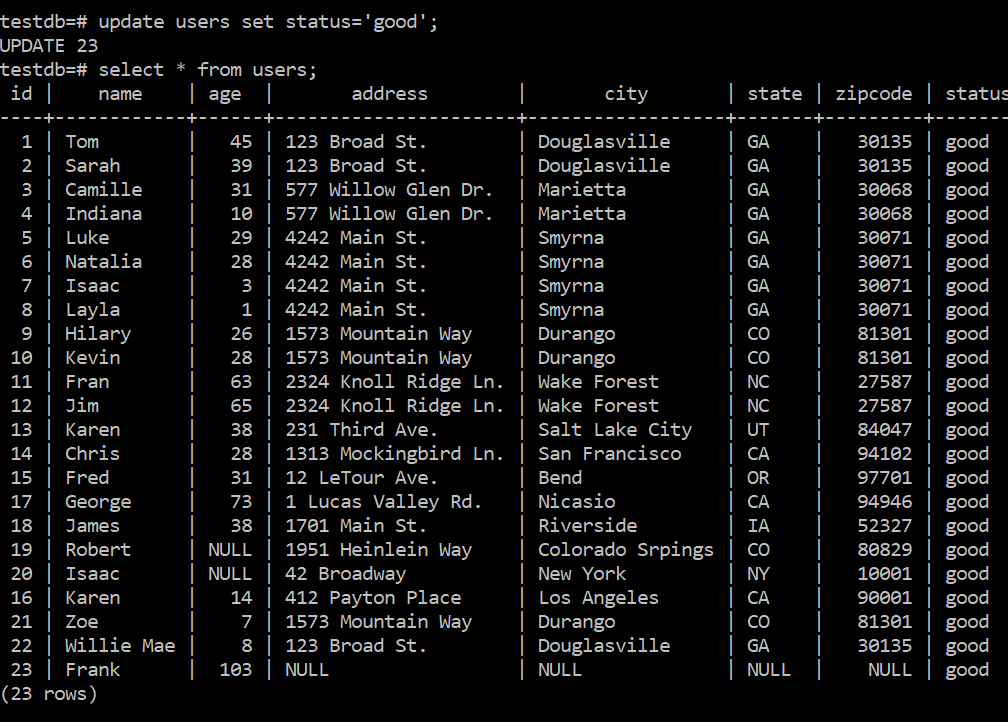 testdb=# update users set status='good';
UPDATE 23
testdb=# select * from users;
 id |    name    | age |       address        |      city       | state | zipcode | status
----+------------+------+----------------------+------------------+-------+---------+-------
  1 | Tom        |   45 | 123 Broad St.        | Douglasville     | GA    |   30135 | good
  2 | Sarah      |   39 | 123 Broad St.        | Douglasville     | GA    |   30135 | good
  3 | Camille    |   31 | 577 Willow Glen Dr.  | Marietta         | GA    |   30068 | good
  4 | Indiana    |   10 | 577 Willow Glen Dr.  | Marietta         | GA    |   30068 | good
  5 | Luke       |   29 | 4242 Main St.        | Smyrna           | GA    |   30071 | good
  6 | Natalia    |   28 | 4242 Main St.        | Smyrna           | GA    |   30071 | good
  7 | Isaac      |    3 | 4242 Main St.        | Smyrna           | GA    |   30071 | good
  8 | Layla      |    1 | 4242 Main St.        | Smyrna           | GA    |   30071 | good
  9 | Hilary     |   26 | 1573 Mountain Way    | Durango          | CO    |   81301 | good
 10 | Kevin      |   28 | 1573 Mountain Way    | Durango          | CO    |   81301 | good
 11 | Fran       |   63 | 2324 Knoll Ridge Ln. | Wake Forest      | NC    |   27587 | good
 12 | Jim        |   65 | 2324 Knoll Ridge Ln. | Wake Forest      | NC    |   27587 | good
 13 | Karen      |   38 | 231 Third Ave.       | Salt Lake City   | UT    |   84047 | good
 14 | Chris      |   28 | 1313 Mockingbird Ln. | San Francisco    | CA    |   94102 | good
 15 | Fred       |   31 | 12 LeTour Ave.       | Bend             | OR    |   97701 | good
 17 | George     |   73 | 1 Lucas Valley Rd.   | Nicasio          | CA    |   94946 | good
 18 | James      |   38 | 1701 Main St.        | Riverside        | IA    |   52327 | good
 19 | Robert     | NULL | 1951 Heinlein Way    | Colorado Srpings | CO    |   80829 | good
 20 | Isaac      | NULL | 42 Broadway          | New York         | NY    |   10001 | good
 16 | Karen      |   14 | 412 Payton Place     | Los Angeles      | CA    |   90001 | good
 21 | Zoe        |    7 | 1573 Mountain Way    | Durango          | CO    |   81301 | good
 22 | Willie Mae |    8 | 123 Broad St.        | Douglasville     | GA    |   30135 | good
 23 | Frank      |  103 | NULL                 | NULL             | NULL  |    NULL | good
(23 rows)